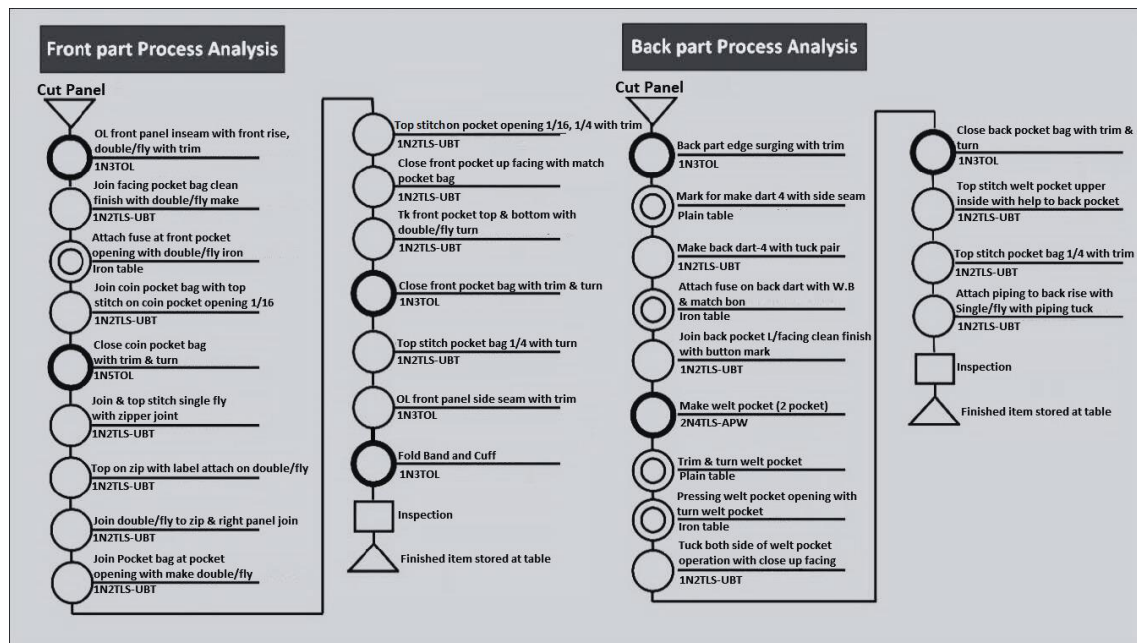 Front part Process Analysis
Cut Panel
OL front panel inseam with front rise,
double/fly with trim
1N3TOL
Join facing pocket bag clean
finish with double/fly make
1N2TLS-UBT
Attach fuse at front pocket
opening with double/fly iron
Iron table
Join coin pocket bag with top
stitch on coin pocket opening 1/16
1N2TLS-UBT
Close coin pocket bag
with trim & turn
1N5TOL
Join & top stitch single fly
with zipper joint
1N2TLS-UBT
Top on zip with label attach on double/fly
1N2TLS-UBT
Join double/fly to zip & right panel join
1N2TLS-UBT
Join Pocket bag at pocket
opening with make double/fly
1N2TLS-UBT
Top stitch on pocket opening 1/16, 1/4 with trim
1N2TLS-UBT
Close front pocket up facing with match
pocket bag
1N2TLS-UBT
Tk front pocket top & bottom with
double/fly turn
1N2TLS-UBT
Close front pocket bag with trim & turn
1N3TOL
Top stitch pocket bag 1/4 with turn
1N2TLS-UBT
OL front panel side seam with trim
1N3TOL
Fold Band and Cuff
1N3TOL
Inspection
Finished item stored at table
Back part Process Analysis
Cut Panel
Back part edge surging with trim
1N3TOL
Mark for make dart 4 with side seam
Plain table
Make back dart-4 with tuck pair
1N2TLS-UBT
Attach fuse on back dart with W.B
& match bon
Iron table
Join back pocket L/facing clean finish
with button mark
1N2TLS-UBT
Make welt pocket (2 pocket)
2N4TLS-APW
Trim & turn welt pocket
Plain table
Pressing welt pocket opening with
turn welt pocket
Iron table
Tuck both side of welt pocket
operation with close up facing
1N2TLS-UBT
Close back pocket bag with trim &
turn
1N3TOL
Top stitch welt pocket upper
inside with help to back pocket
1N2TLS-UBT
Top stitch pocket bag 1/4 with trim
1N2TLS-UBT
Attach piping to back rise with
Single/fly with piping tuck
1N2TLS-UBT
Inspection
Finished item stored at table